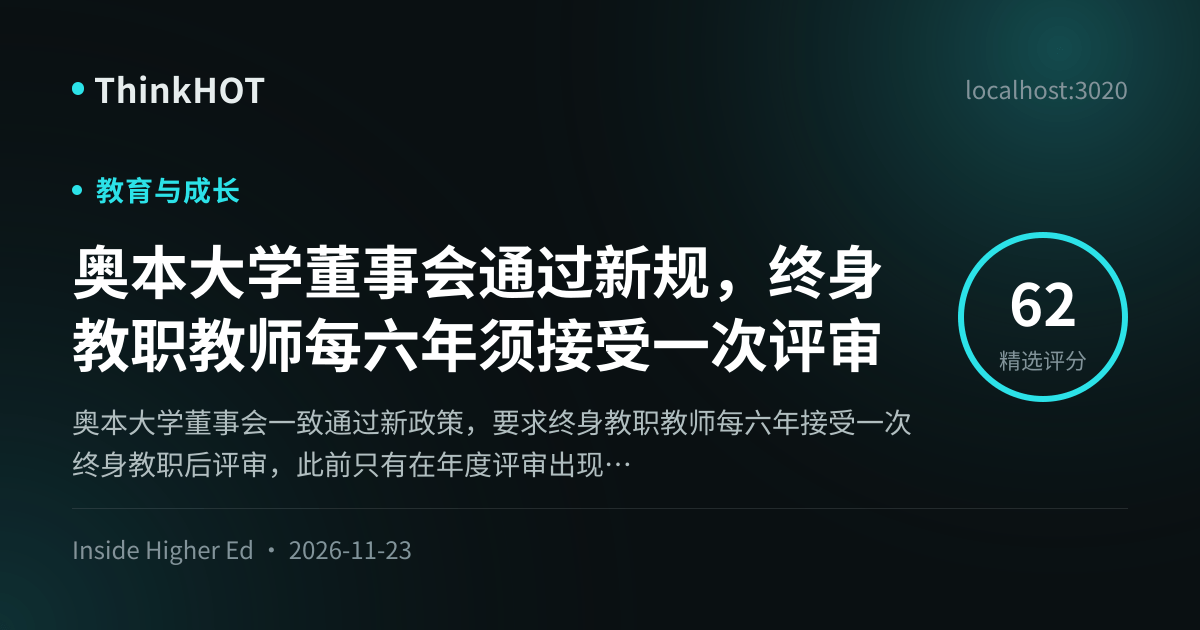 ThinkHOT
localhost:3020
教育与成长
奥本大学董事会通过新规，终身
教职教师每六年须接受一次评审
62
精选评分
奥本大学董事会一致通过新政策，要求终身教职教师每六年接受一次
终身教职后评审，此前只有在年度评审出现…
Inside Higher Ed · 2026-11-23